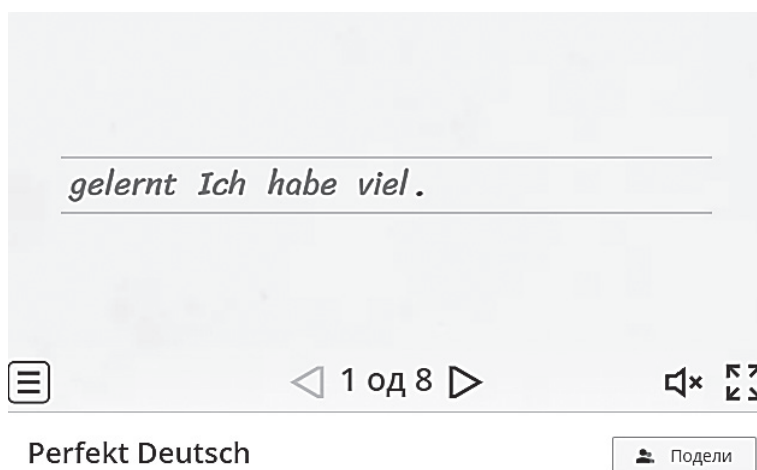 gelernt Ich habe viel.
1 од 8
Perfekt Deutsch
Подели